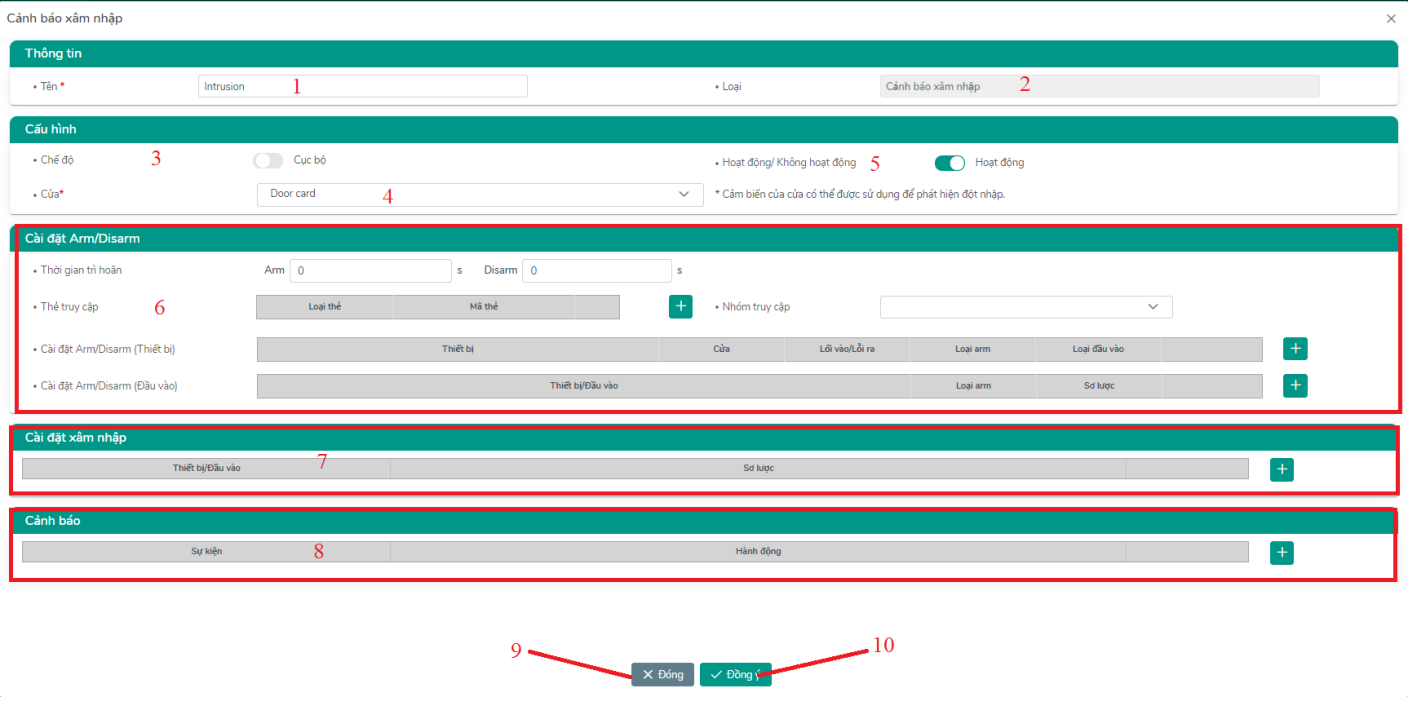 Cảnh báo xâm nhập ×
Thông tin
• Tên * Intrusion 1 • Loại Cảnh báo xâm nhập 2
Cấu hình
• Chế độ 3 Cục bộ • Hoạt động/ Không hoạt động 5 Hoạt động
• Cửa* Door card 4 * Cảm biến của cửa có thể được sử dụng để phát hiện đột nhập.
Cài đặt Arm/Disarm
• Thời gian trì hoãn Arm 0 s Disarm 0 s
• Thẻ truy cập 6 Loại thẻ Mã thẻ + • Nhóm truy cập
• Cài đặt Arm/Disarm (Thiết bị) Thiết bị Cửa Lối vào/Lối ra Loại arm Loại đầu vào +
• Cài đặt Arm/Disarm (Đầu vào) Thiết bị/Đầu vào Loại arm Sơ lược +
Cài đặt xâm nhập
Thiết bị/Đầu vào 7 Sơ lược +
Cảnh báo
Sự kiện 8 Hành động +
9 10
Đóng Đồng ý